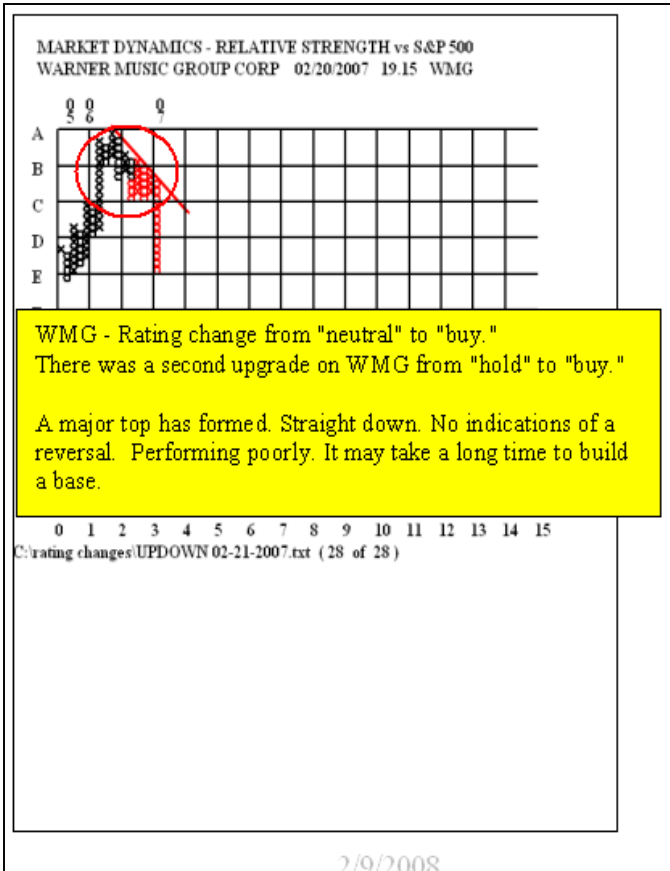 MARKET DYNAMICS - RELATIVE STRENGTH vs S&P 500
WARNER MUSIC GROUP CORP 02/20/2007 19.15 WMG
0 0 0
5 6 7
A
B
C
D
E
WMG - Rating change from "neutral" to "buy."
There was a second upgrade on WMG from "hold" to "buy."
A major top has formed. Straight down. No indications of a
reversal. Performing poorly. It may take a long time to build
a base.
0 1 2 3 4 5 6 7 8 9 10 11 12 13 14 15
C:\rating changes\UPDOWN 02-21-2007.txt ( 28 of 28 )
2/9/2008